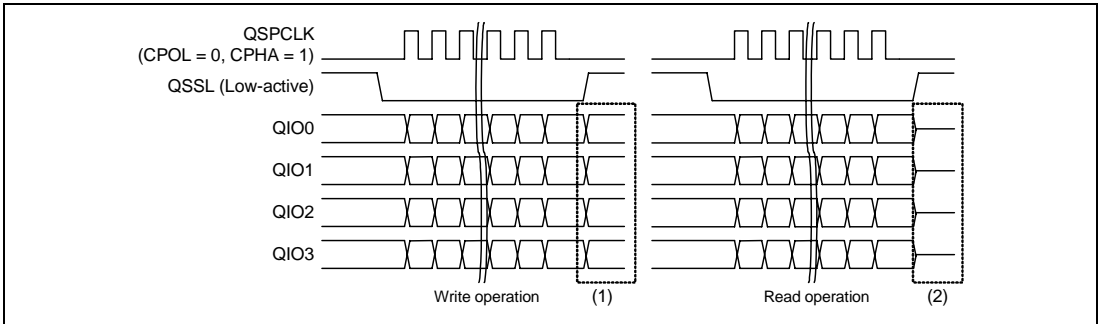 QSPCLK
(CPOL = 0, CPHA = 1)
QSSL (Low-active)
QIO0
QIO1
QIO2
QIO3
Write operation (1) Read operation (2)